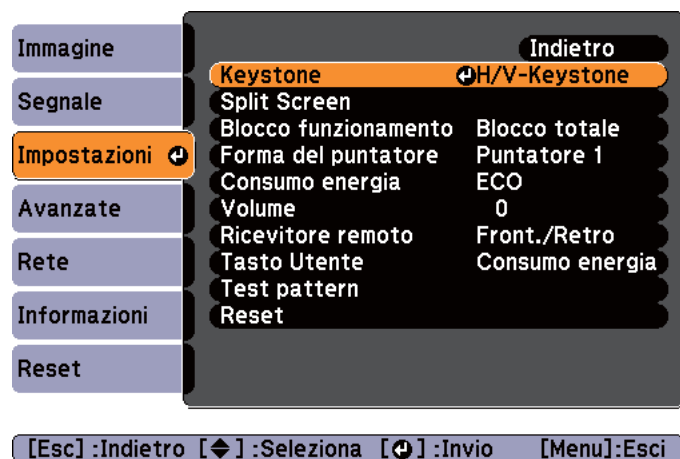 Immagine
Segnale
Impostazioni
Avanzate
Rete
Informazioni
Reset
Indietro
Keystone H/V-Keystone
Split Screen
Blocco funzionamento Blocco totale
Forma del puntatore Puntatore 1
Consumo energia ECO
Volume 0
Ricevitore remoto Front./Retro
Tasto Utente Consumo energia
Test pattern
Reset
[Esc] :Indietro [◆] :Seleziona [↵] :Invio [Menu]:Esci